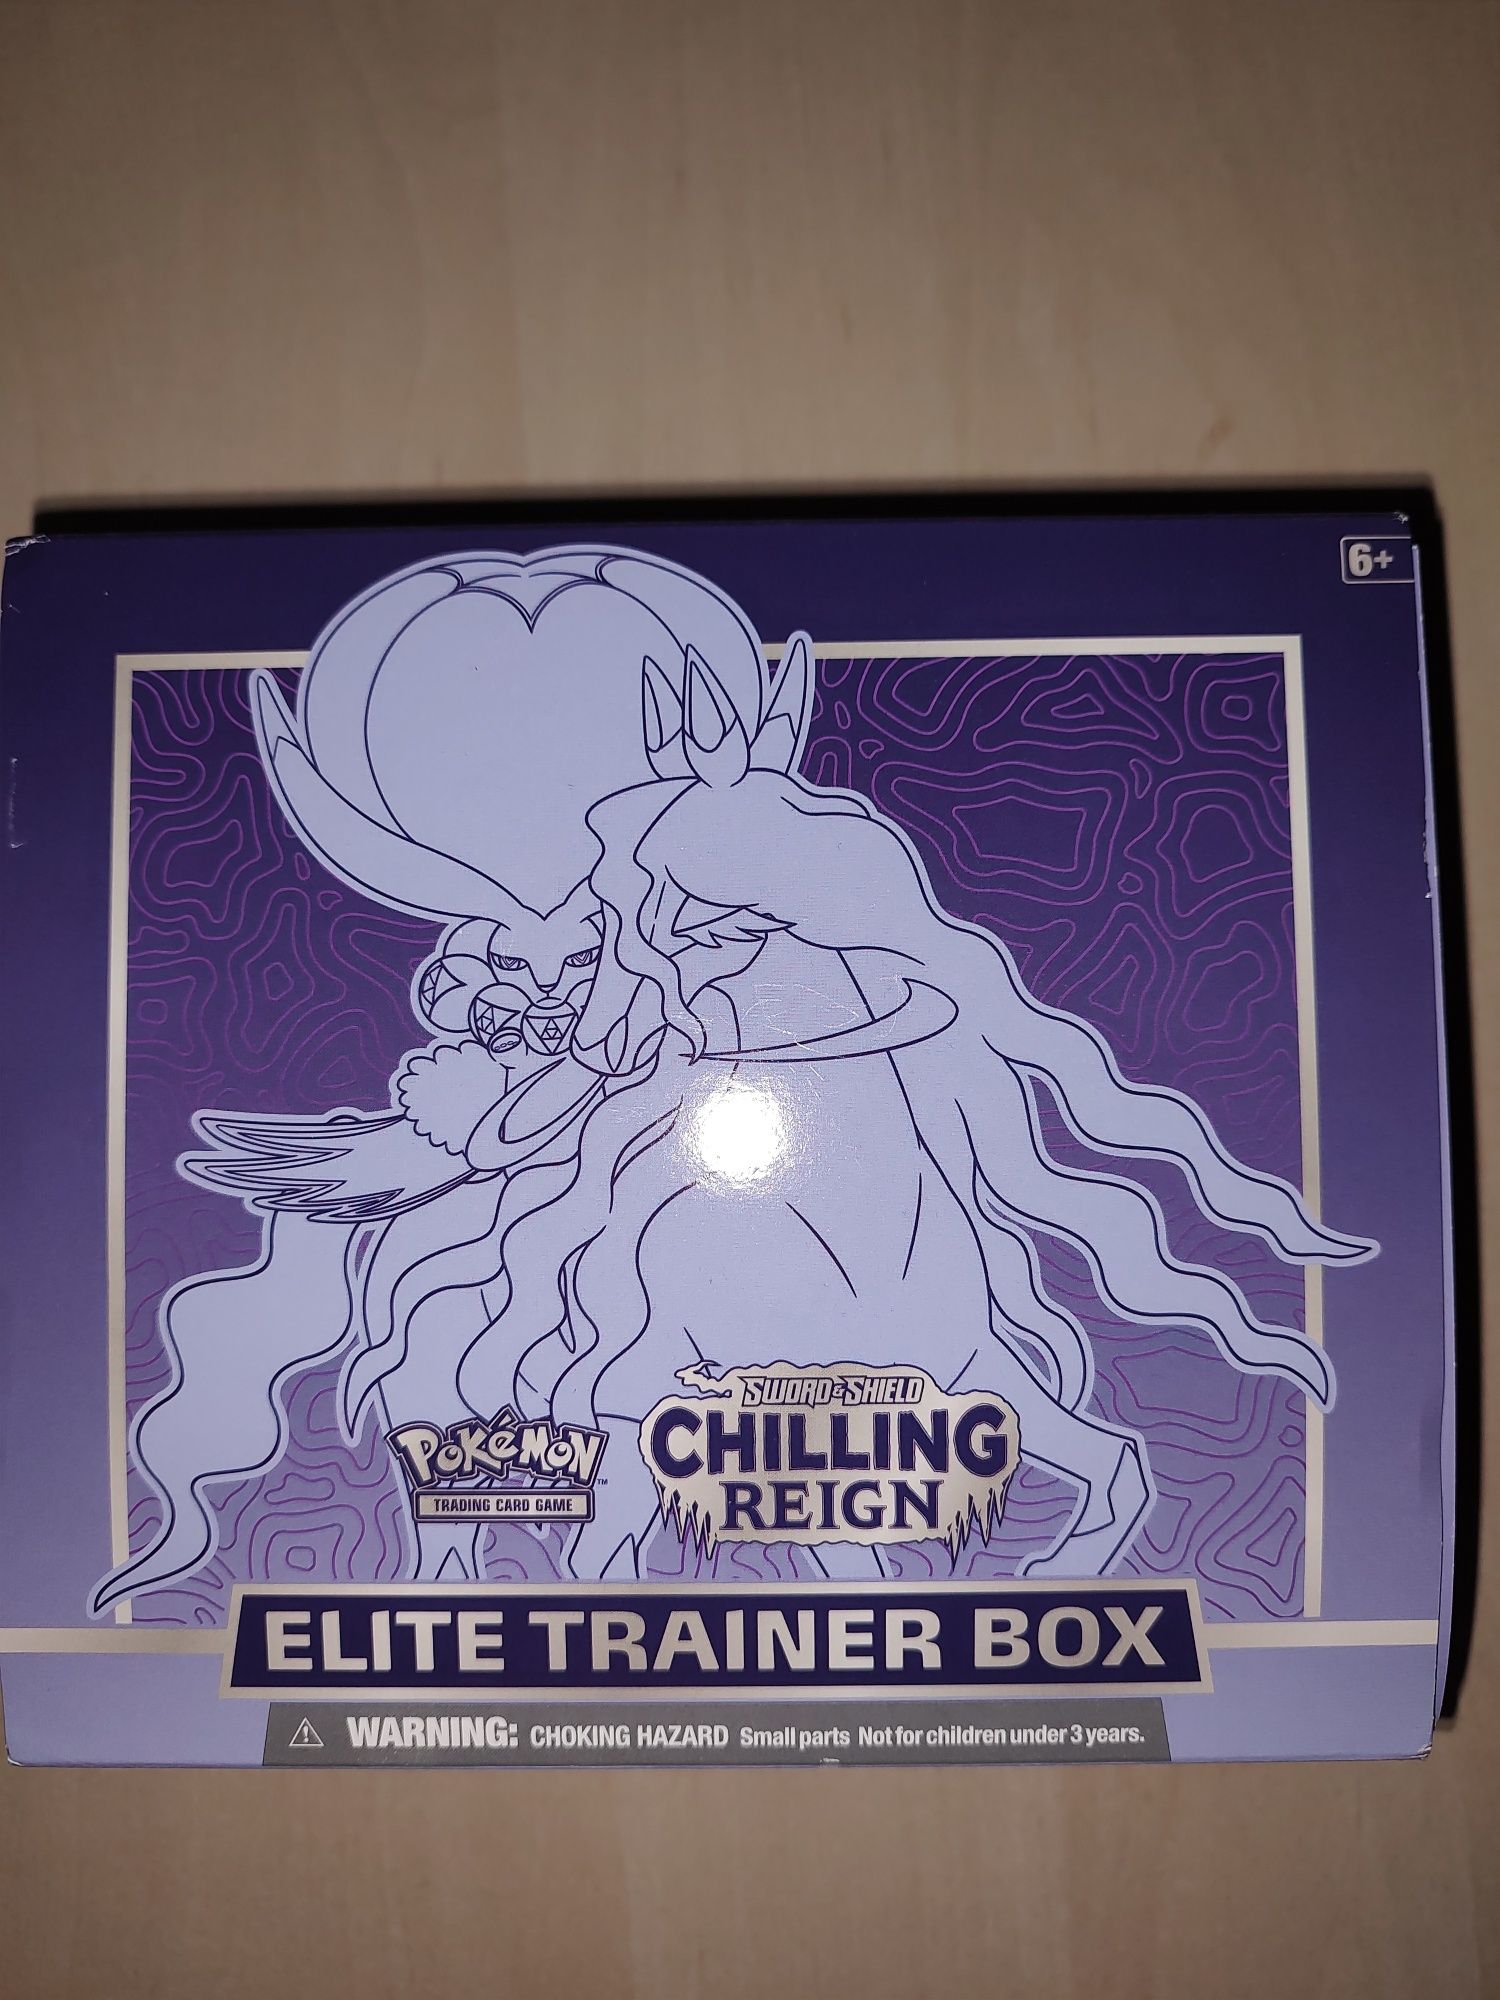 6+
Pokémon™
TRADING CARD GAME
SWORD & SHIELD
CHILLING
REIGN
ELITE TRAINER BOX
⚠ WARNING: CHOKING HAZARD Small parts Not for children under 3 years.